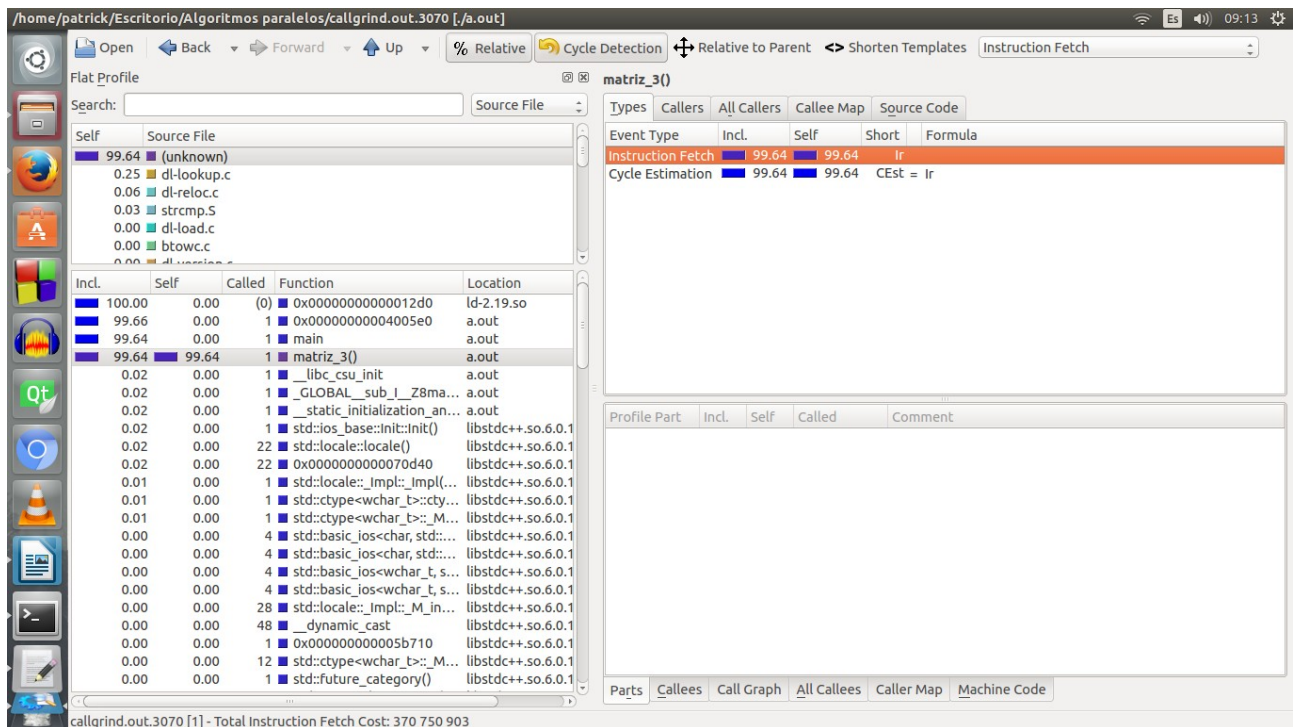 /home/patrick/Escritorio/Algoritmos paralelos/callgrind.out.3070 [./a.out]
Es
09:13
Open Back Forward Up % Relative Cycle Detection Relative to Parent <> Shorten Templates Instruction Fetch
Flat Profile
Search: Source File
Self Source File
99.64 (unknown)
0.25 dl-lookup.c
0.06 dl-reloc.c
0.03 strcmp.S
0.00 dl-load.c
0.00 btowc.c
0.00 dl-version.c
Incl. Self Called Function Location
100.00 0.00 (0) 0x00000000000012d0 ld-2.19.so
99.66 0.00 1 0x00000000004005e0 a.out
99.64 0.00 1 main a.out
99.64 99.64 1 matriz_3() a.out
0.02 0.00 1 __libc_csu_init a.out
0.02 0.00 1 _GLOBAL__sub_I__Z8ma... a.out
0.02 0.00 1 __static_initialization_an... a.out
0.02 0.00 1 std::ios_base::Init::Init() libstdc++.so.6.0.1
0.02 0.00 22 std::locale::locale() libstdc++.so.6.0.1
0.02 0.00 22 0x0000000000070d40 libstdc++.so.6.0.1
0.01 0.00 1 std::locale::_Impl::_Impl(... libstdc++.so.6.0.1
0.01 0.00 1 std::ctype<wchar_t>::cty... libstdc++.so.6.0.1
0.01 0.00 1 std::ctype<wchar_t>::_M... libstdc++.so.6.0.1
0.00 0.00 4 std::basic_ios<char, std::... libstdc++.so.6.0.1
0.00 0.00 4 std::basic_ios<char, std::... libstdc++.so.6.0.1
0.00 0.00 4 std::basic_ios<wchar_t, s... libstdc++.so.6.0.1
0.00 0.00 4 std::basic_ios<wchar_t, s... libstdc++.so.6.0.1
0.00 0.00 28 std::locale::_Impl::_M_in... libstdc++.so.6.0.1
0.00 0.00 48 __dynamic_cast libstdc++.so.6.0.1
0.00 0.00 1 0x000000000005b710 libstdc++.so.6.0.1
0.00 0.00 12 std::ctype<wchar_t>::_M... libstdc++.so.6.0.1
0.00 0.00 1 std::future_category() libstdc++.so.6.0.1
matriz_3()
Types Callers All Callers Callee Map Source Code
Event Type Incl. Self Short Formula
Instruction Fetch 99.64 99.64 Ir
Cycle Estimation 99.64 99.64 CEst = Ir
Profile Part Incl. Self Called Comment
Parts Callees Call Graph All Callees Caller Map Machine Code
callgrind.out.3070 [1] - Total Instruction Fetch Cost: 370 750 903